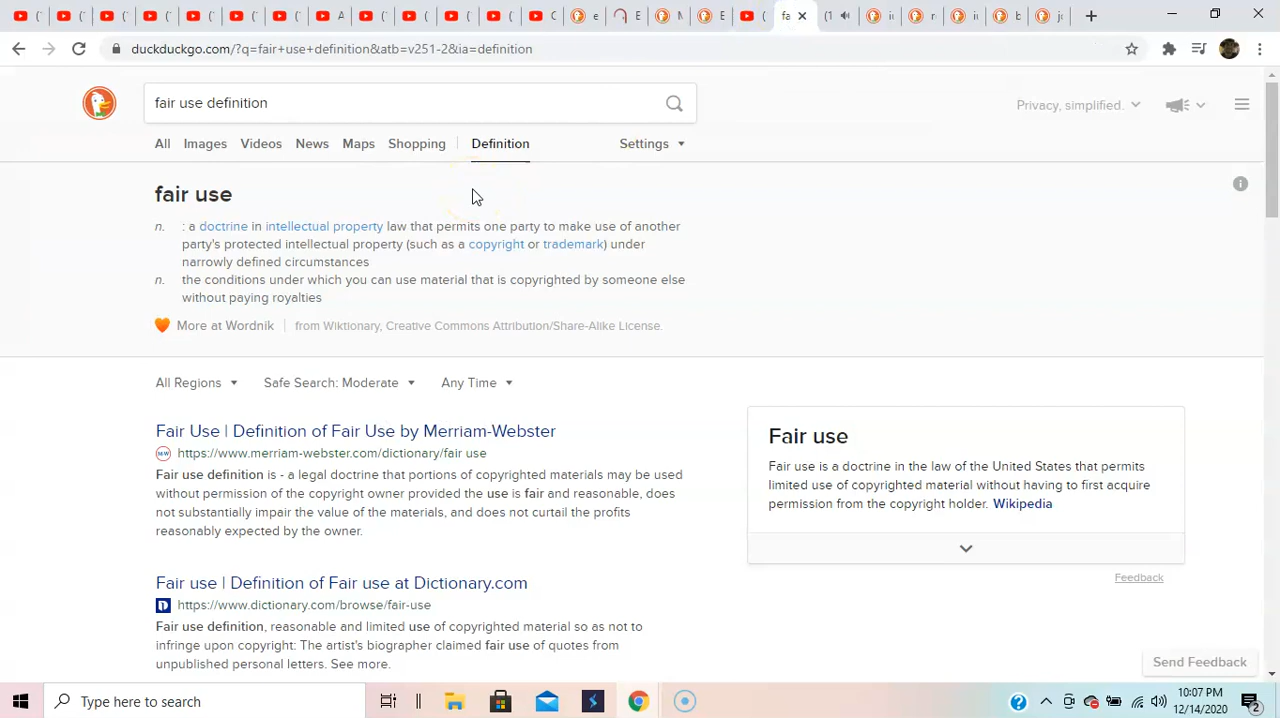 duckduckgo.com/?q=fair+use+definition&atb=v251-2&ia=definition
fair use definition
Privacy, simplified.
All Images Videos News Maps Shopping Definition Settings
fair use
n. : a doctrine in intellectual property law that permits one party to make use of another
party's protected intellectual property (such as a copyright or trademark) under
narrowly defined circumstances
n. the conditions under which you can use material that is copyrighted by someone else
without paying royalties
More at Wordnik from Wiktionary, Creative Commons Attribution/Share-Alike License.
All Regions Safe Search: Moderate Any Time
Fair Use | Definition of Fair Use by Merriam-Webster
https://www.merriam-webster.com/dictionary/fair use
Fair use definition is - a legal doctrine that portions of copyrighted materials may be used
without permission of the copyright owner provided the use is fair and reasonable, does
not substantially impair the value of the materials, and does not curtail the profits
reasonably expected by the owner.
Fair use | Definition of Fair use at Dictionary.com
https://www.dictionary.com/browse/fair-use
Fair use definition, reasonable and limited use of copyrighted material so as not to
infringe upon copyright: The artist's biographer claimed fair use of quotes from
unpublished personal letters. See more.
Fair use
Fair use is a doctrine in the law of the United States that permits
limited use of copyrighted material without having to first acquire
permission from the copyright holder. Wikipedia
Feedback
Send Feedback
Type here to search
10:07 PM
12/14/2020
2